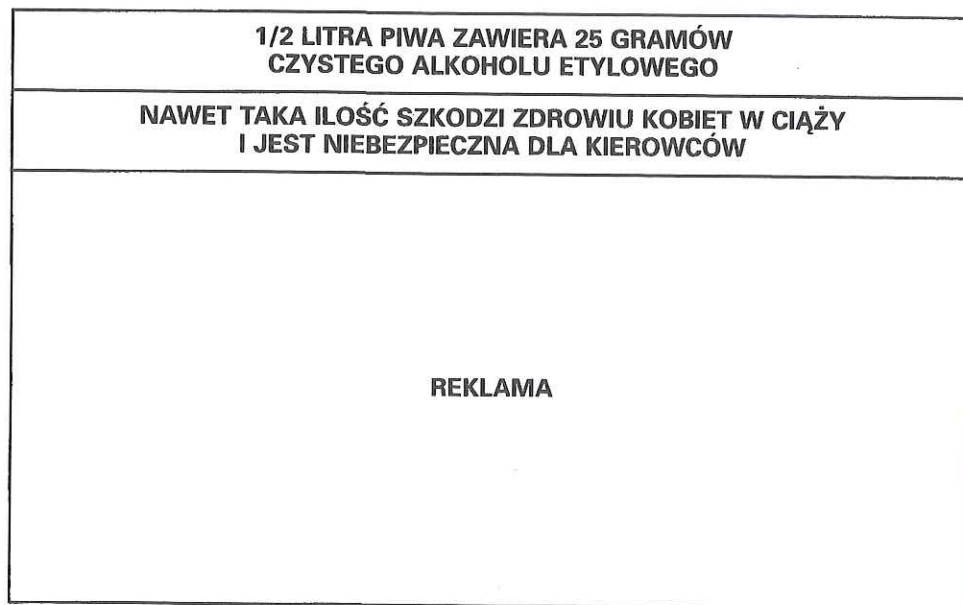 1/2 LITRA PIWA ZAWIERA 25 GRAMÓW
CZYSTEGO ALKOHOLU ETYLOWEGO
NAWET TAKA ILOŚĆ SZKODZI ZDROWIU KOBIET W CIĄŻY
I JEST NIEBEZPIECZNA DLA KIEROWCÓW
REKLAMA